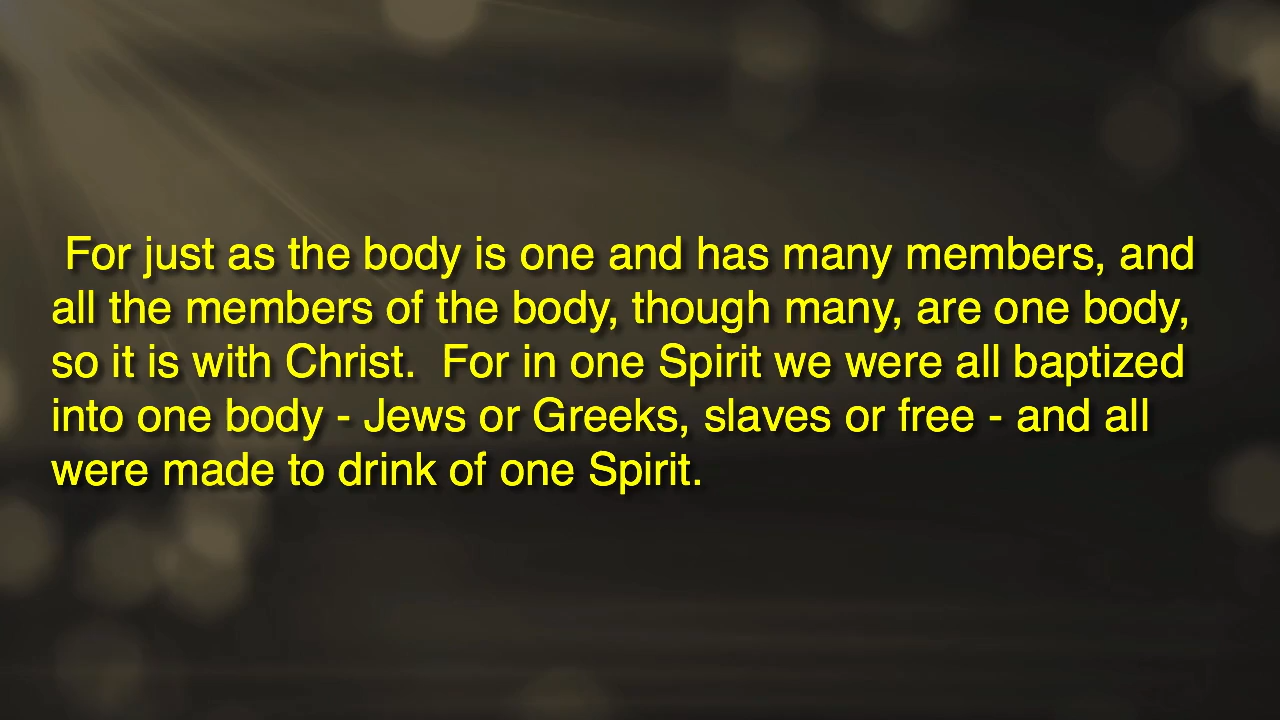 For just as the body is one and has many members, and
all the members of the body, though many, are one body,
so it is with Christ.  For in one Spirit we were all baptized
into one body - Jews or Greeks, slaves or free - and all
were made to drink of one Spirit.